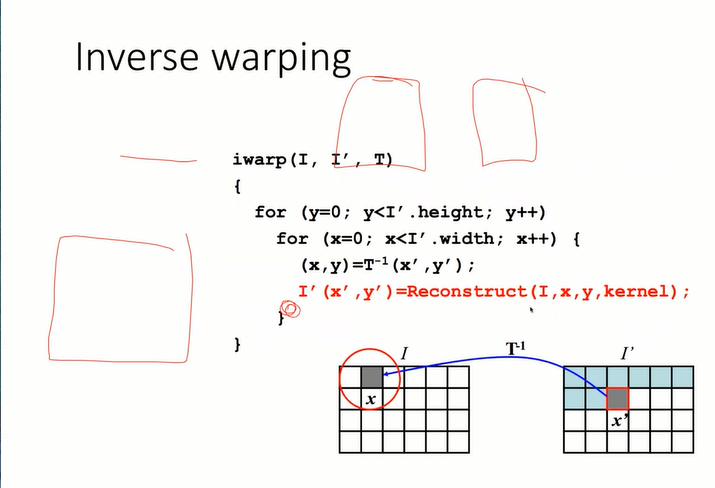 Inverse warping
iwarp(I, I’, T)
{
for (y=0; y<I’.height; y++)
for (x=0; x<I’.width; x++) {
(x,y)=T⁻¹(x’,y’);
I’(x’,y’)=Reconstruct(I,x,y,kernel);
}
}
I T⁻¹ I’
x x’